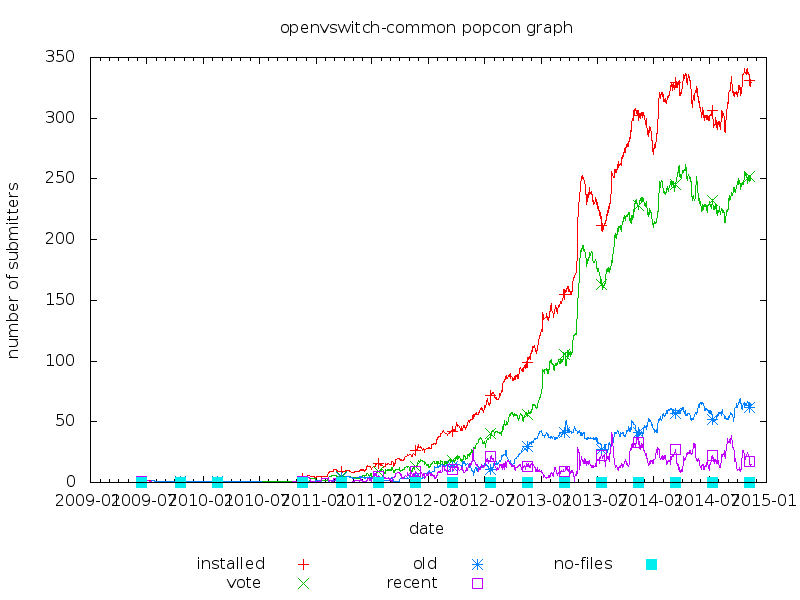 openvswitch-common popcon graph
350
300
250
200
150
100
50
0
number of submitters
2009-01 2009-07 2010-01 2010-07 2011-01 2011-07 2012-01 2012-07 2013-01 2013-07 2014-01 2014-07 2015-01
date
installed old no-files
vote recent